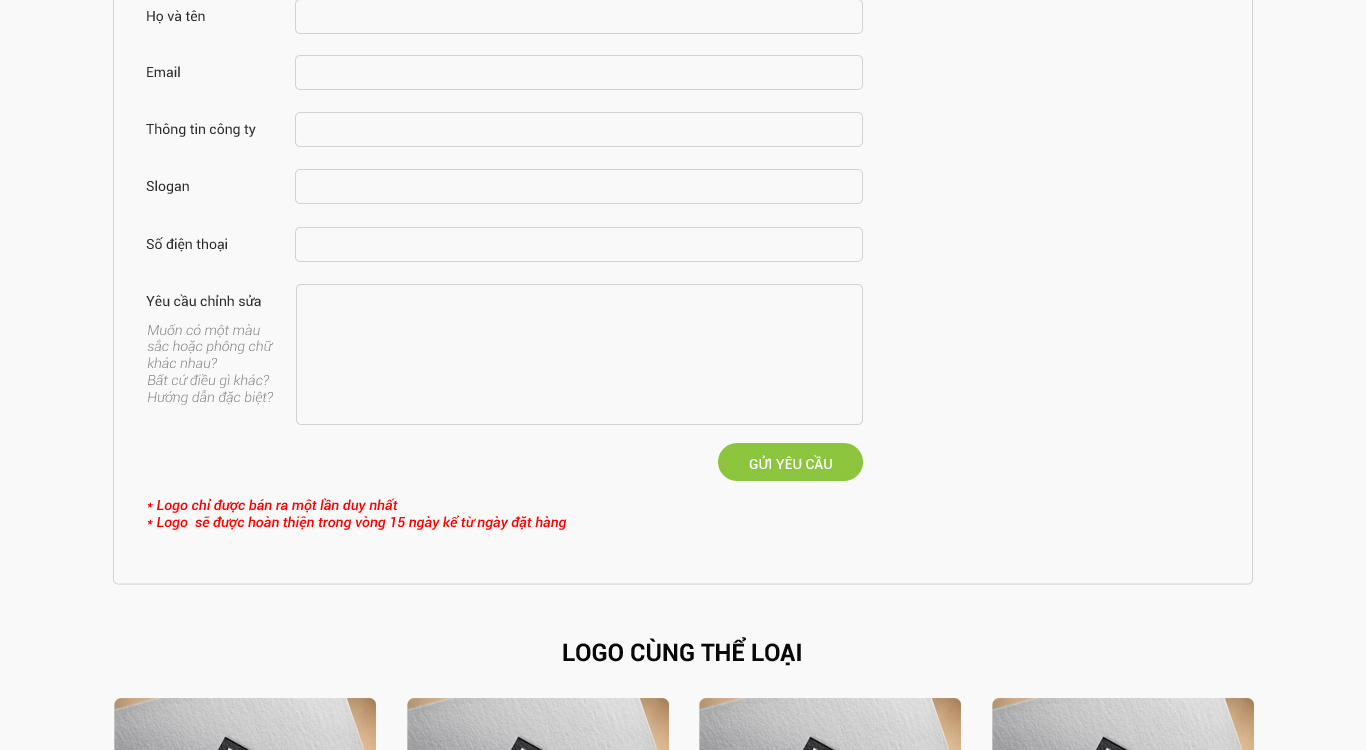 Họ và tên
Email
Thông tin công ty
Slogan
Số điện thoại
Yêu cầu chỉnh sửa
Muốn có một màu
sắc hoặc phông chữ
khác nhau?
Bất cứ điều gì khác?
Hướng dẫn đặc biệt?
GỬI YÊU CẦU
* Logo chỉ được bán ra một lần duy nhất
* Logo  sẽ được hoàn thiện trong vòng 15 ngày kể từ ngày đặt hàng
LOGO CÙNG THỂ LOẠI